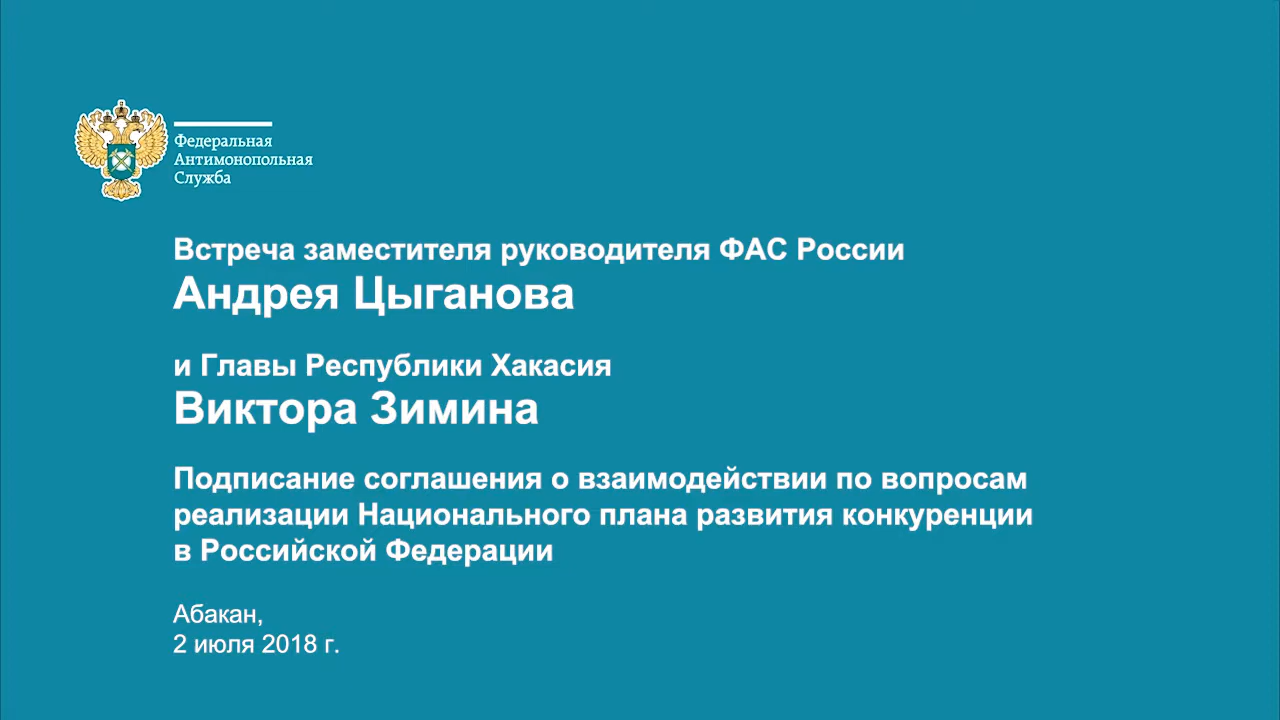 Федеральная
Антимонопольная
Служба
Встреча заместителя руководителя ФАС России
Андрея Цыганова
и Главы Республики Хакасия
Виктора Зимина
Подписание соглашения о взаимодействии по вопросам
реализации Национального плана развития конкуренции
в Российской Федерации
Абакан,
2 июля 2018 г.